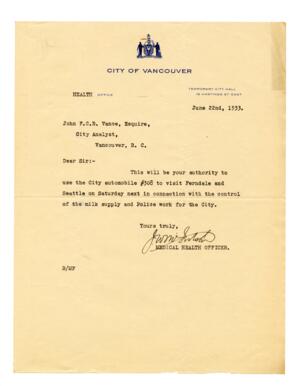 CITY OF VANCOUVER
TEMPORARY CITY HALL
16 HASTINGS ST EAST
HEALTH OFFICE
June 22nd, 1933.
John F.C.B. Vance, Esquire,
City Analyst,
Vancouver, B. C.
Dear Sir:-
This will be your authority to
use the City automobile #308 to visit Ferndale and
Seattle on Saturday next in connection with the control
of the milk supply and Police work for the City.
Yours truly,
MEDICAL HEALTH OFFICER.
B/MF